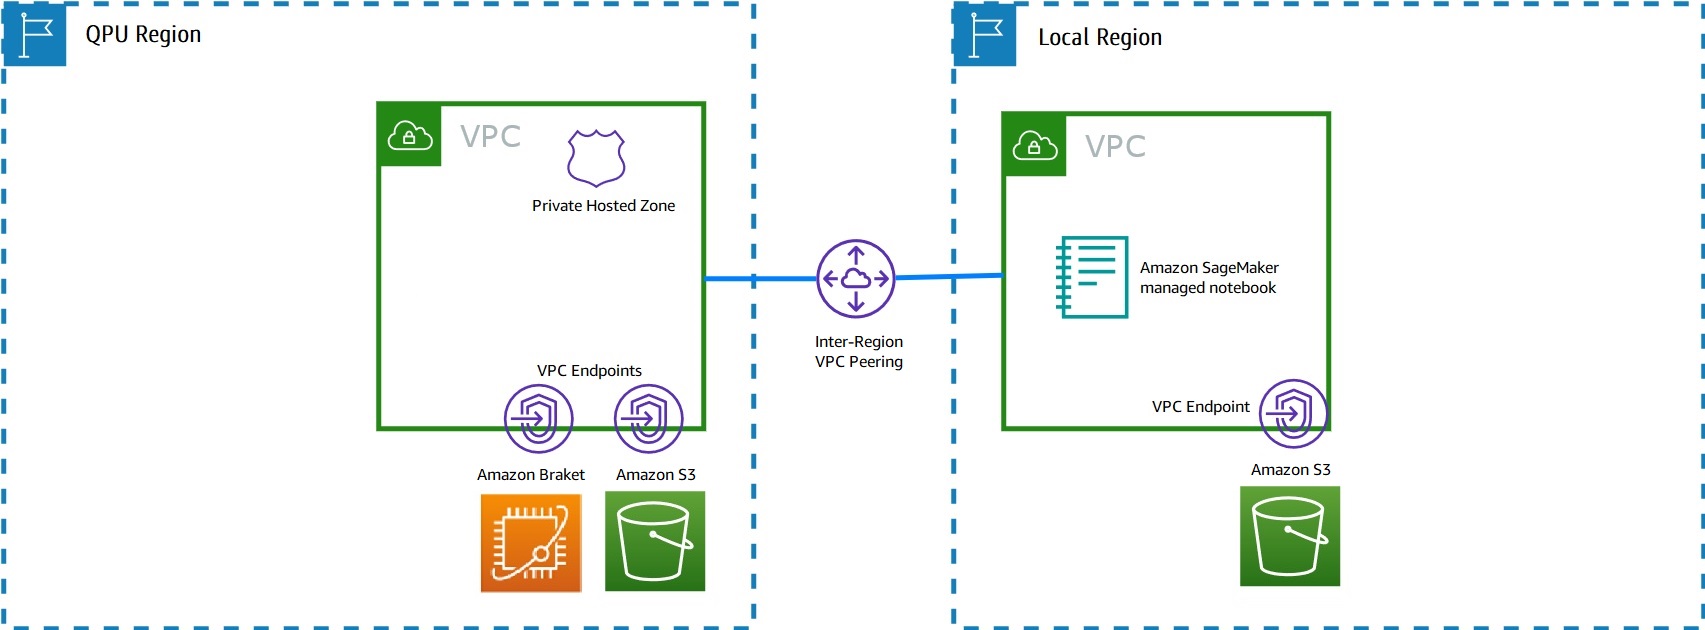 QPU Region
VPC
Private Hosted Zone
VPC Endpoints
Amazon Braket
Amazon S3
Inter-Region
VPC Peering
Local Region
VPC
Amazon SageMaker
managed notebook
VPC Endpoint
Amazon S3